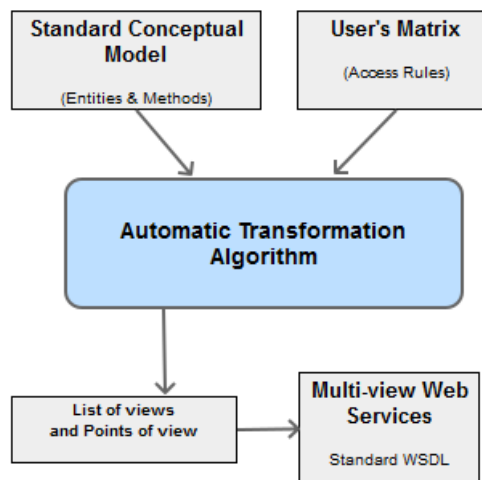 Standard Conceptual
Model
(Entities & Methods)
User's Matrix
(Access Rules)
Automatic Transformation
Algorithm
List of views
and Points of view
Multi-view Web
Services
Standard WSDL